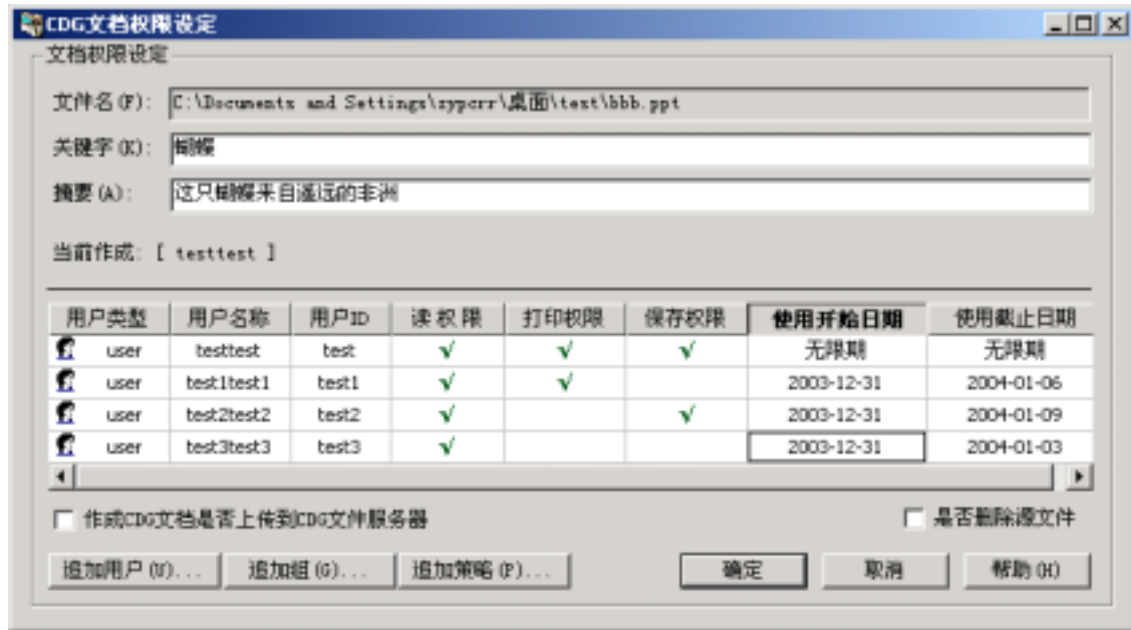 CDG文档权限设定
文档权限设定
文件名(F): C:\Documents and Settings\zypcrr\桌面\text\bbb.ppt
关键字(K): 蝴蝶
摘要(A): 这只蝴蝶来自遥远的非洲
当前作成: [ testtest ]
用户类型 用户名称 用户ID 读 权 限 打印权限 保存权限 使用开始日期 使用截止日期
user testtest test √ √ √ 无限期 无限期
user test1test1 test1 √ √ 2003-12-31 2004-01-06
user test2test2 test2 √ √ 2003-12-31 2004-01-09
user test3test3 test3 √ 2003-12-31 2004-01-03
作成CDG文档是否上传到CDG文件服务器 是否删除源文件
追加用户(U)... 追加组(G)... 追加策略(P)... 确定 取消 帮助(H)